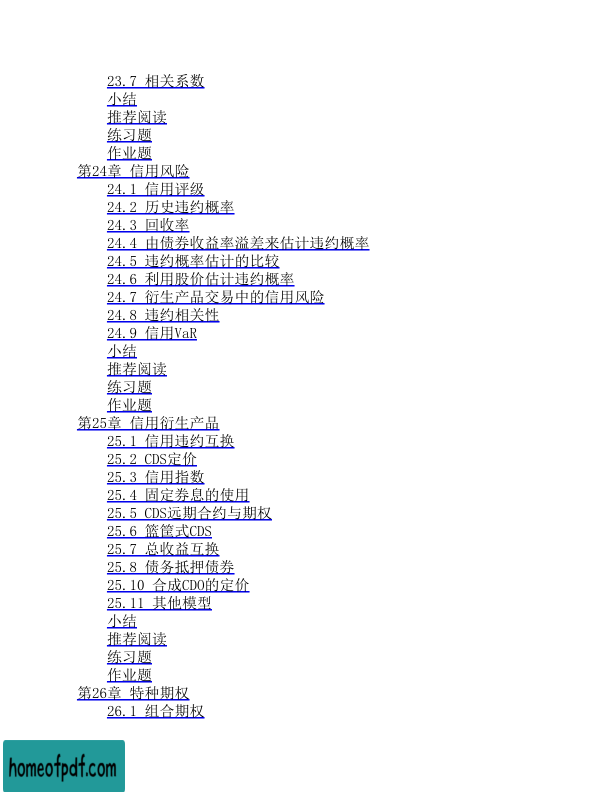 23.7 相关系数
小结
推荐阅读
练习题
作业题
第24章 信用风险
24.1 信用评级
24.2 历史违约概率
24.3 回收率
24.4 由债券收益率溢差来估计违约概率
24.5 违约概率估计的比较
24.6 利用股价估计违约概率
24.7 衍生产品交易中的信用风险
24.8 违约相关性
24.9 信用VaR
小结
推荐阅读
练习题
作业题
第25章 信用衍生产品
25.1 信用违约互换
25.2 CDS定价
25.3 信用指数
25.4 固定券息的使用
25.5 CDS远期合约与期权
25.6 篮筐式CDS
25.7 总收益互换
25.8 债务抵押债券
25.10 合成CDO的定价
25.11 其他模型
小结
推荐阅读
练习题
作业题
第26章 特种期权
26.1 组合期权
homeofpdf.com